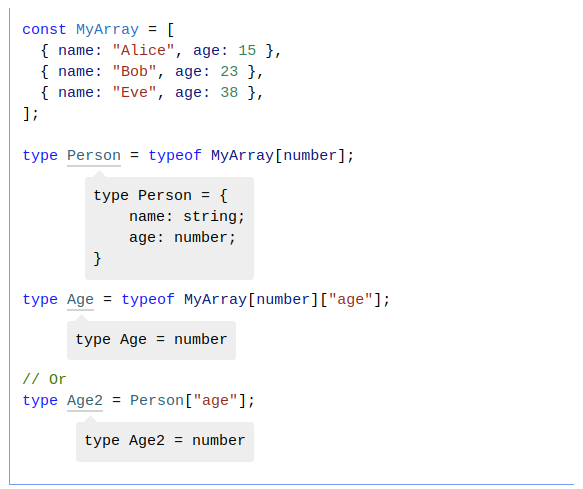 const MyArray = [
  { name: "Alice", age: 15 },
  { name: "Bob", age: 23 },
  { name: "Eve", age: 38 },
];
type Person = typeof MyArray[number];
type Person = {
    name: string;
    age: number;
}
type Age = typeof MyArray[number]["age"];
type Age = number
// Or
type Age2 = Person["age"];
type Age2 = number